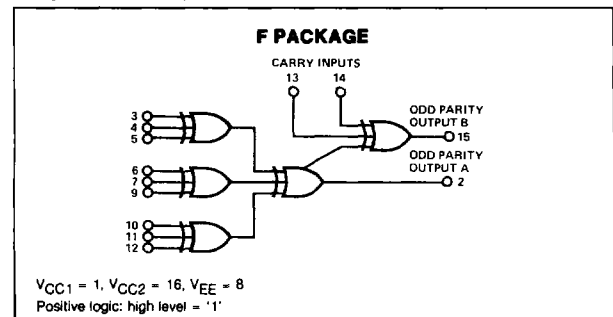 F PACKAGE
CARRY INPUTS
13 14
ODD PARITY
OUTPUT B
15
ODD PARITY
OUTPUT A
2
3
4
5
6
7
9
10
11
12
VCC1 = 1, VCC2 = 16, VEE = 8
Positive logic: high level = '1'